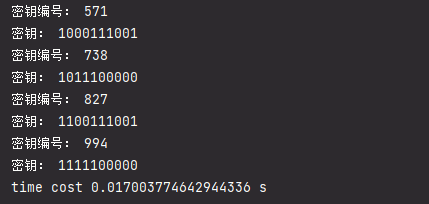 密钥编号： 571
密钥： 1000111001
密钥编号： 738
密钥： 1011100000
密钥编号： 827
密钥： 1100111001
密钥编号： 994
密钥： 1111100000
time cost 0.017003774642944336 s